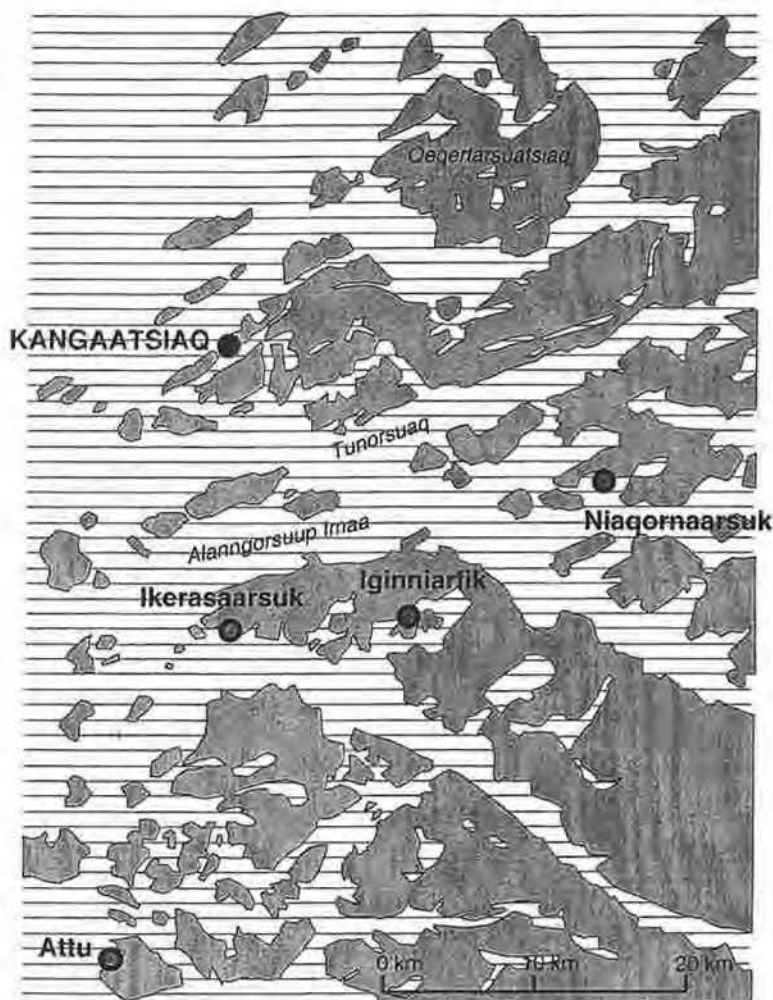 Qeqertarsuatsiaq
KANGAATSIAQ
Tunorsuaq
Niaqornaarsuk
Alanngorsuup Imaa
Iginniarfik
Ikerasaarsuk
Attu
0 km 10 km 20 km